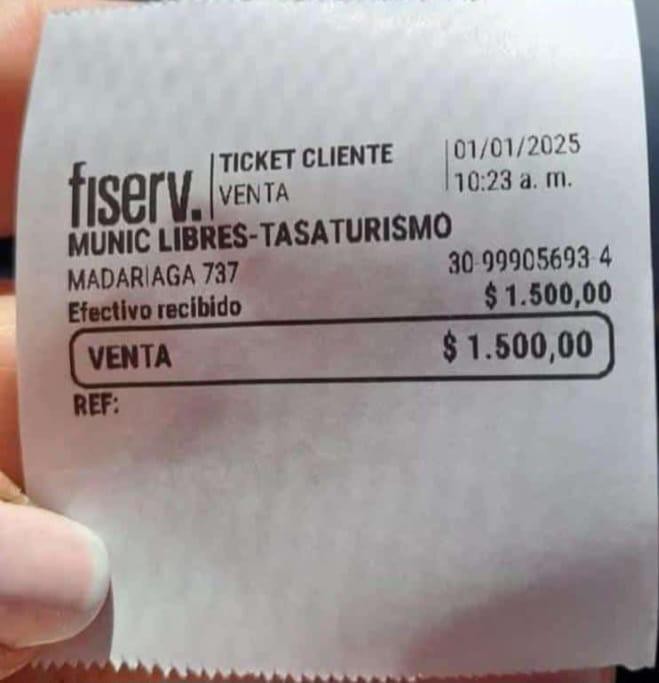 fiserv.
TICKET CLIENTE
VENTA
01/01/2025
10:23 a. m.
MUNIC LIBRES-TASATURISMO
MADARIAGA 737
30-99905693-4
Efectivo recibido
$ 1.500,00
VENTA
$ 1.500,00
REF: